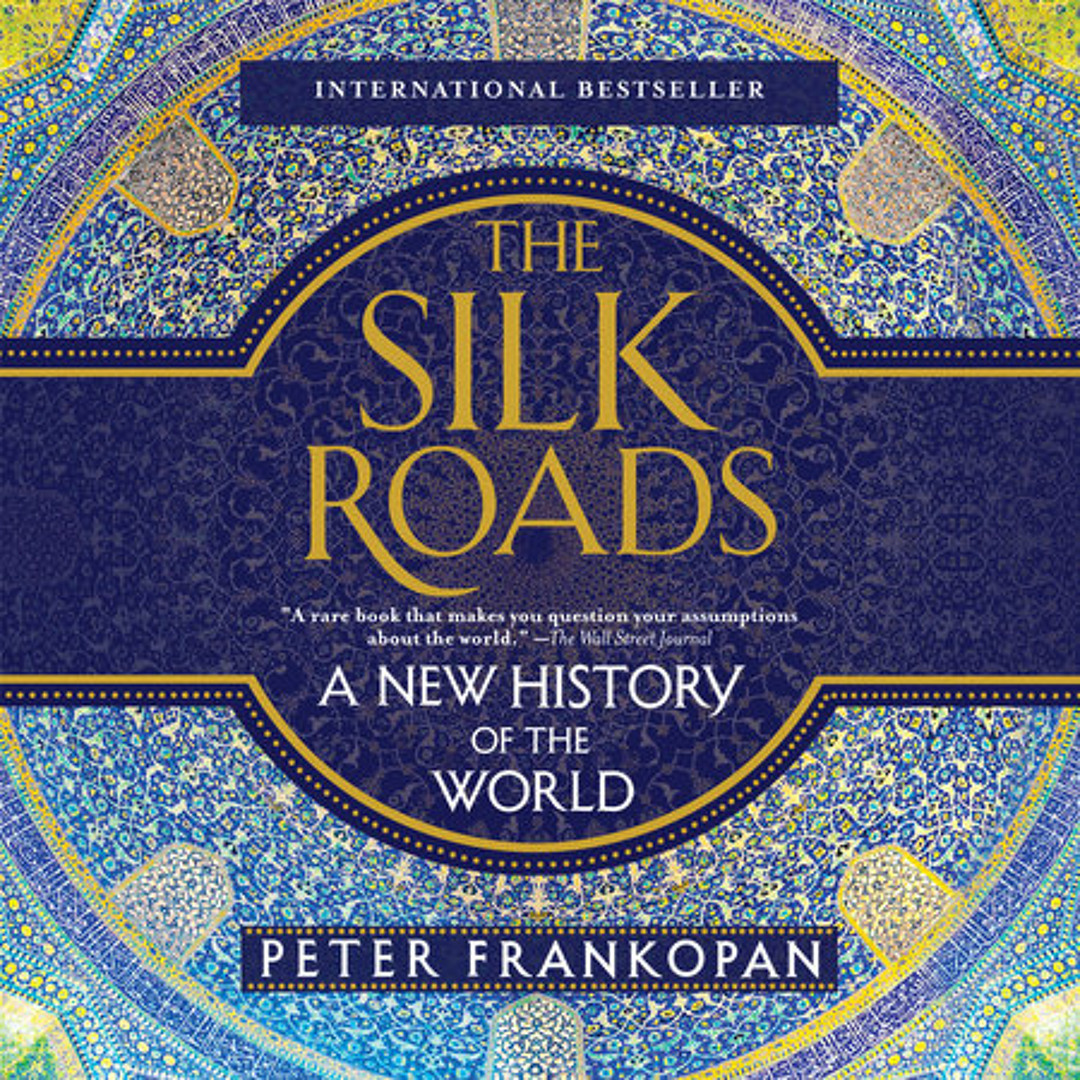 INTERNATIONAL BESTSELLER
THE
SILK
ROADS
"A rare book that makes you question your assumptions
about the world." —The Wall Street Journal
A NEW HISTORY
OF THE
WORLD
PETER FRANKOPAN